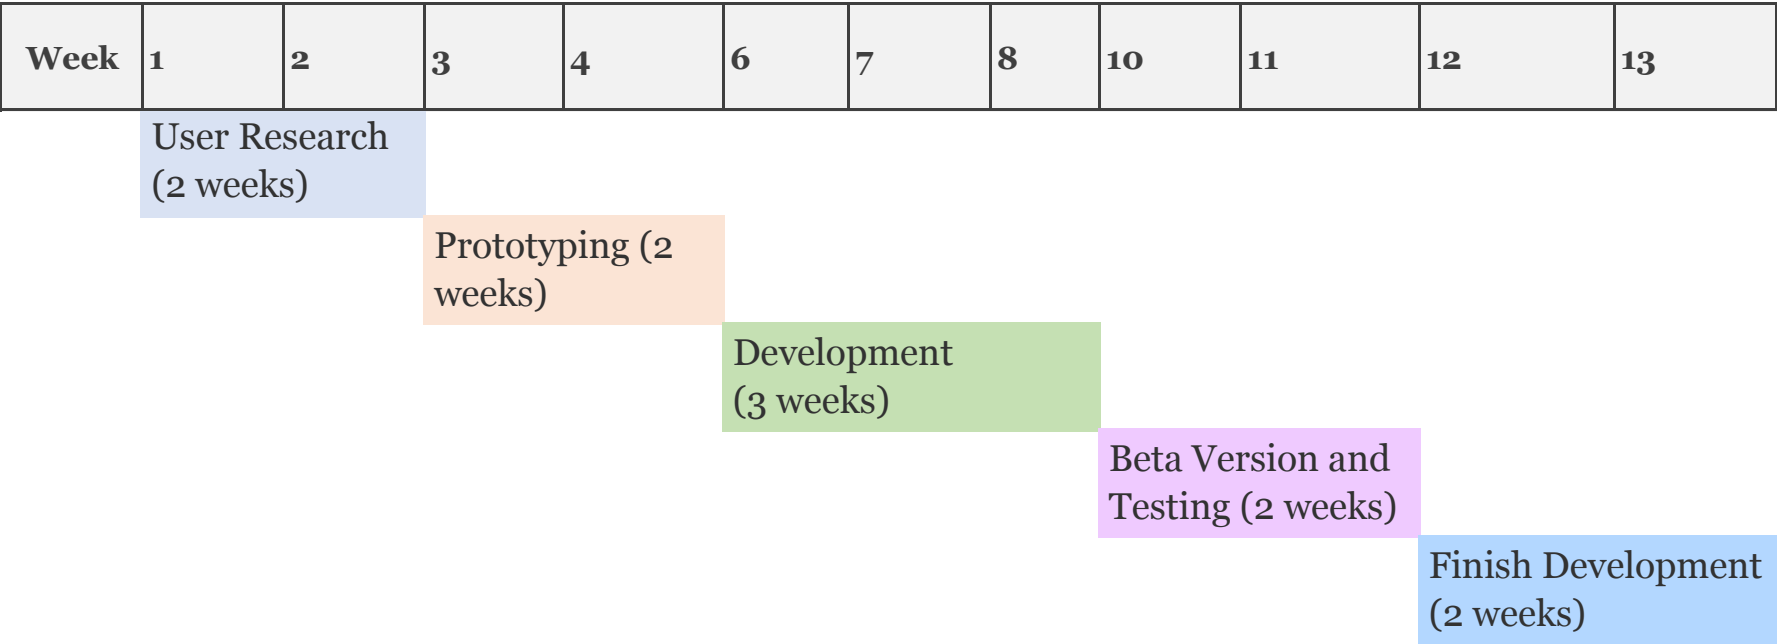 Week 1 2 3 4 6 7 8 10 11 12 13
User Research
(2 weeks)
Prototyping (2
weeks)
Development
(3 weeks)
Beta Version and
Testing (2 weeks)
Finish Development
(2 weeks)